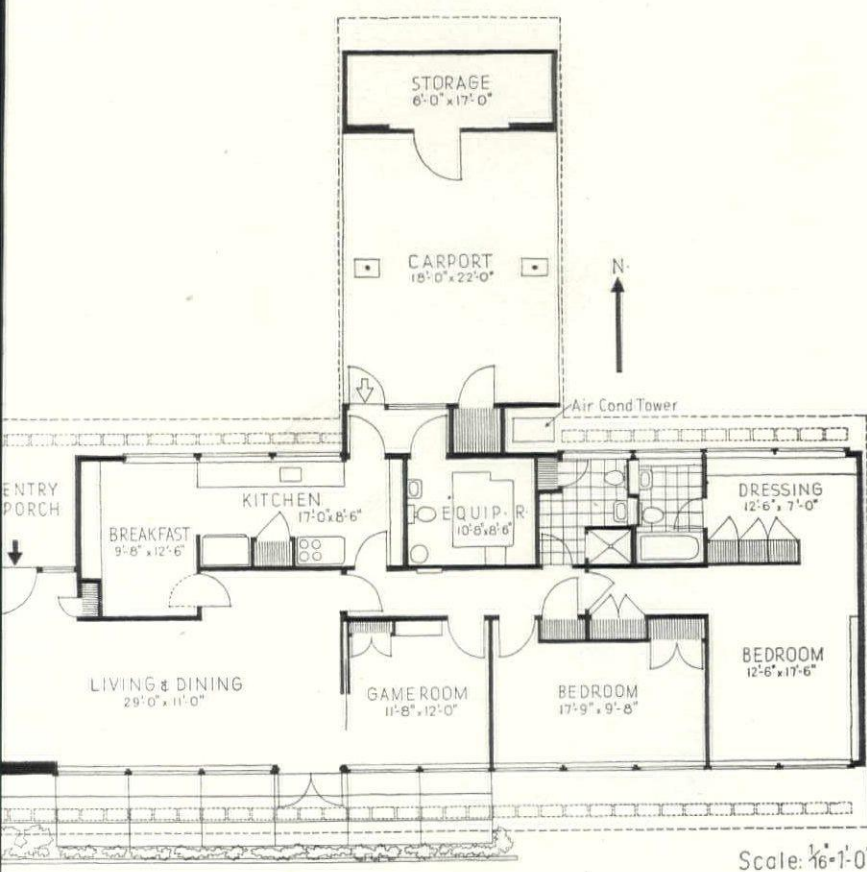 STORAGE
6'-0" x 17'-0"
CARPORT
18'-0" x 22'-0"
N.
Air Cond Tower
ENTRY
PORCH
KITCHEN
17'-0" x 8'-6"
BREAKFAST
9'-8" x 12'-6"
EQUIP. R.
10'-8" x 8'-6"
DRESSING
12'-6" x 7'-0"
LIVING & DINING
29'-0" x 11'-0"
GAME ROOM
11'-8" x 12'-0"
BEDROOM
17'-9" x 9'-8"
BEDROOM
12'-6" x 17'-6"
Scale: 1/16"=1'-0"